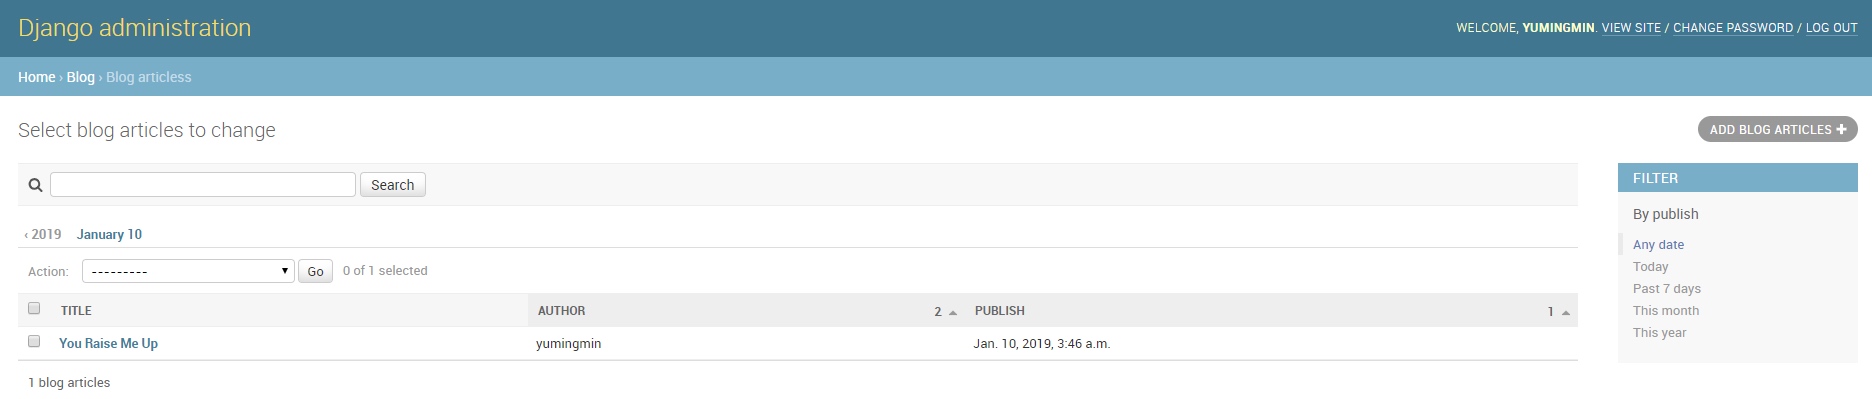 Django administration
WELCOME, YUMINGMIN. VIEW SITE / CHANGE PASSWORD / LOG OUT
Home › Blog › Blog articless
Select blog articles to change
ADD BLOG ARTICLES +
Search
‹ 2019 January 10
Action: --------- Go 0 of 1 selected
TITLE AUTHOR 2 PUBLISH 1
You Raise Me Up yumingmin Jan. 10, 2019, 3:46 a.m.
1 blog articles
FILTER
By publish
Any date
Today
Past 7 days
This month
This year